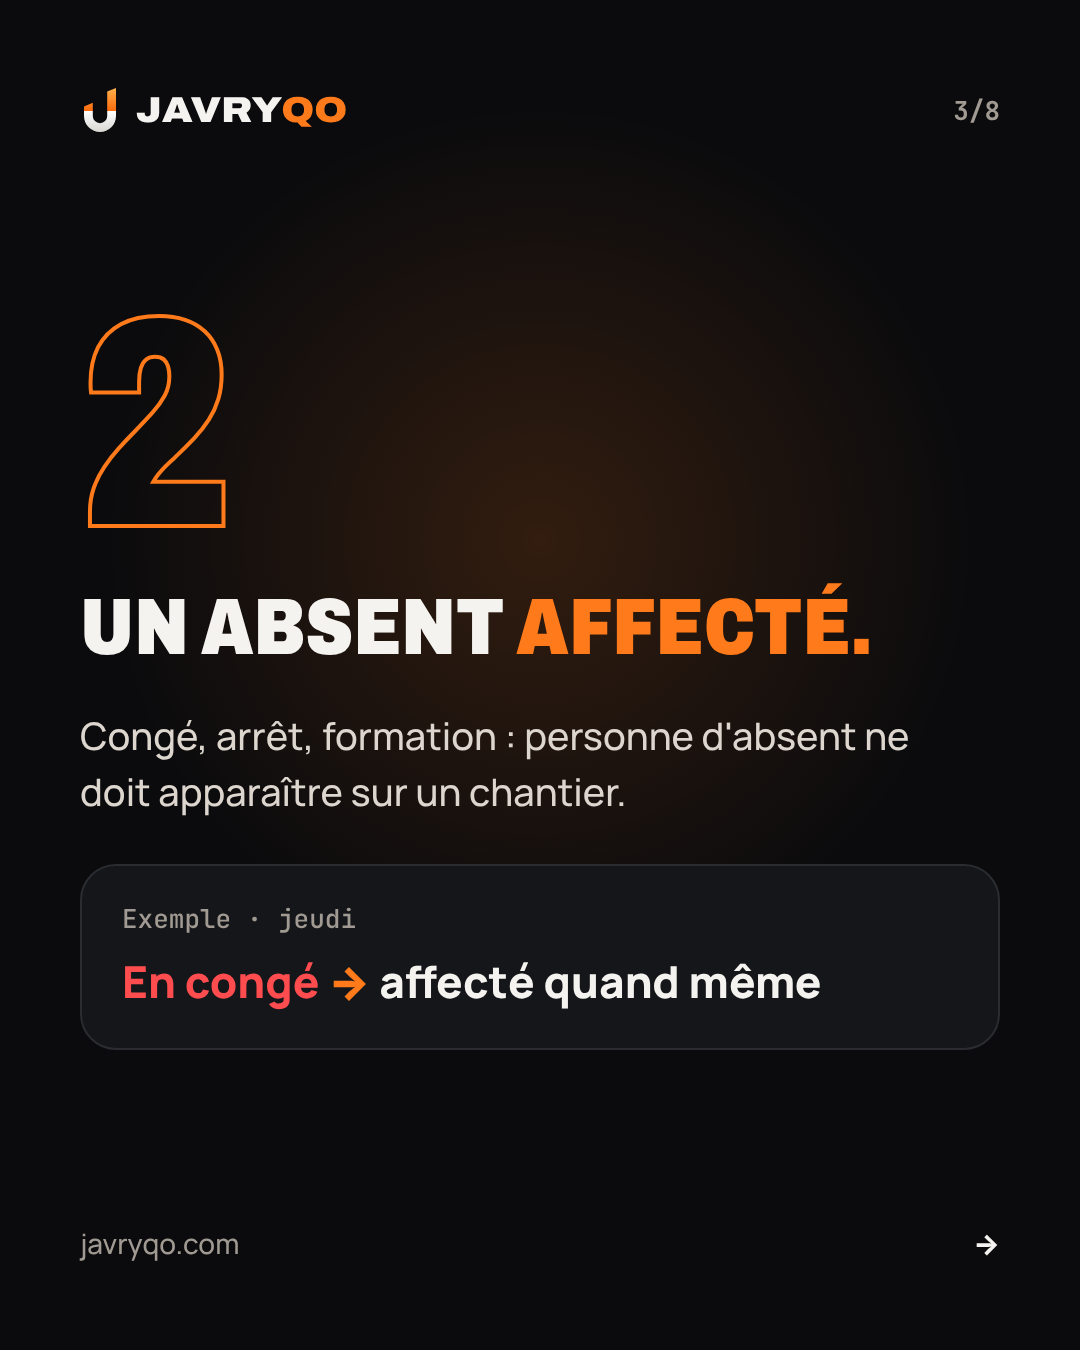 JAVRYQO
3/8
2
UN ABSENT AFFECTÉ.
Congé, arrêt, formation : personne d'absent ne
doit apparaître sur un chantier.
Exemple · jeudi
En congé → affecté quand même
javryqo.com →